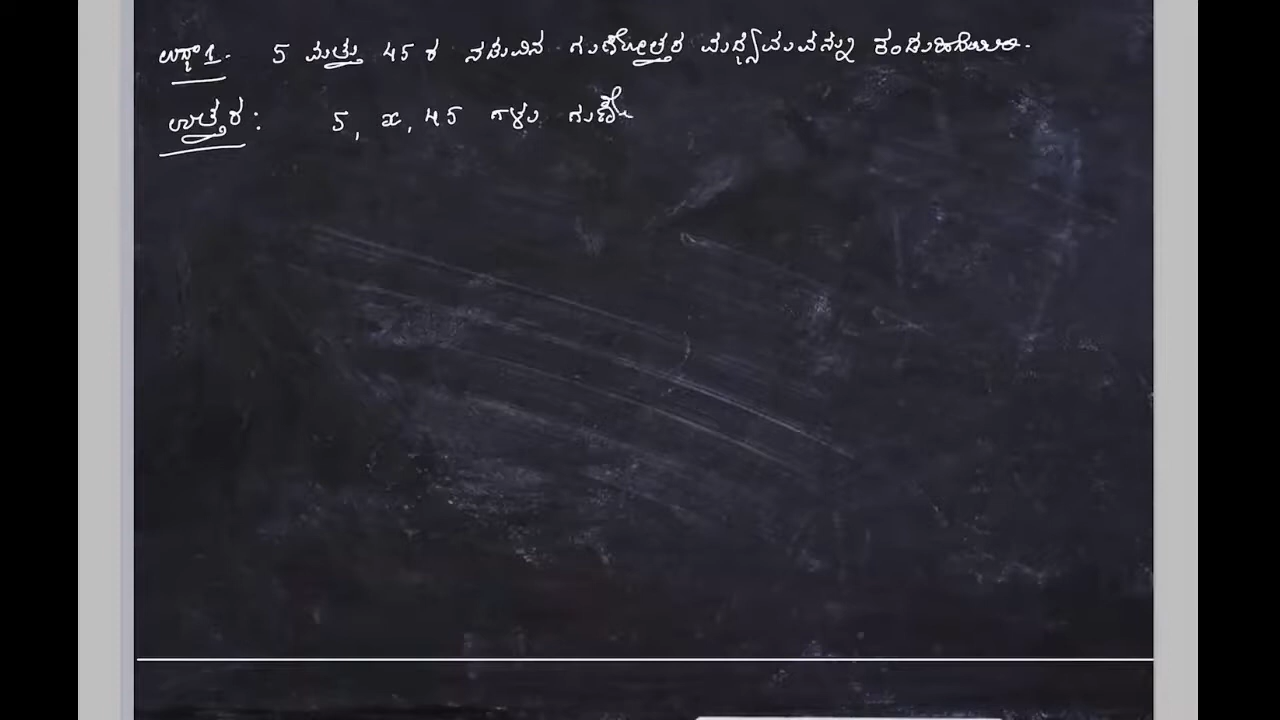 ಉದಾ 1. 5 ಮತ್ತು 45 ರ ನಡುವಿನ ಗುಣೋತ್ತರ ಮಧ್ಯಮವನ್ನು ಕಂಡುಹಿಡಿಯಿರಿ.
ಉತ್ತರ: 5, x, 45 ಗಳು ಗುಣೋ